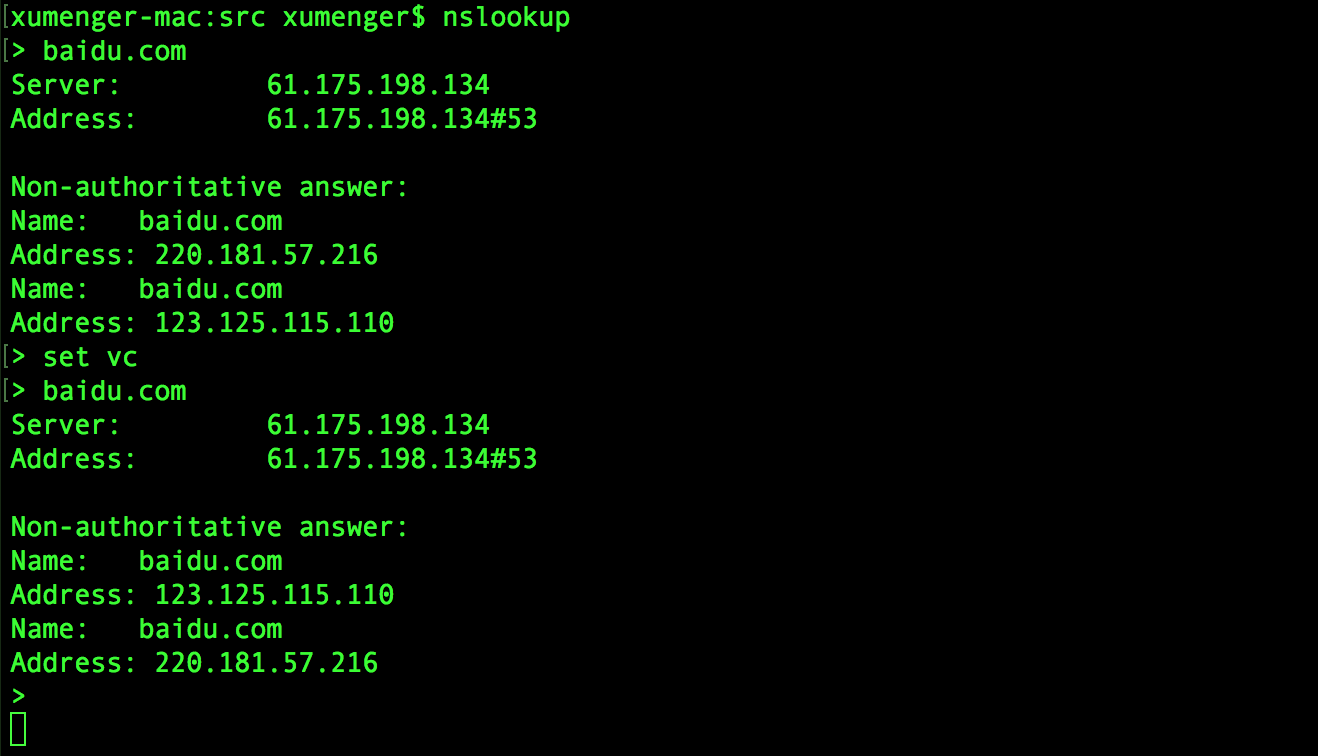 [xumenger-mac:src xumenger$ nslookup
[> baidu.com
Server:         61.175.198.134
Address:        61.175.198.134#53

Non-authoritative answer:
Name:   baidu.com
Address: 220.181.57.216
Name:   baidu.com
Address: 123.125.115.110
[> set vc
[> baidu.com
Server:         61.175.198.134
Address:        61.175.198.134#53

Non-authoritative answer:
Name:   baidu.com
Address: 123.125.115.110
Name:   baidu.com
Address: 220.181.57.216
>